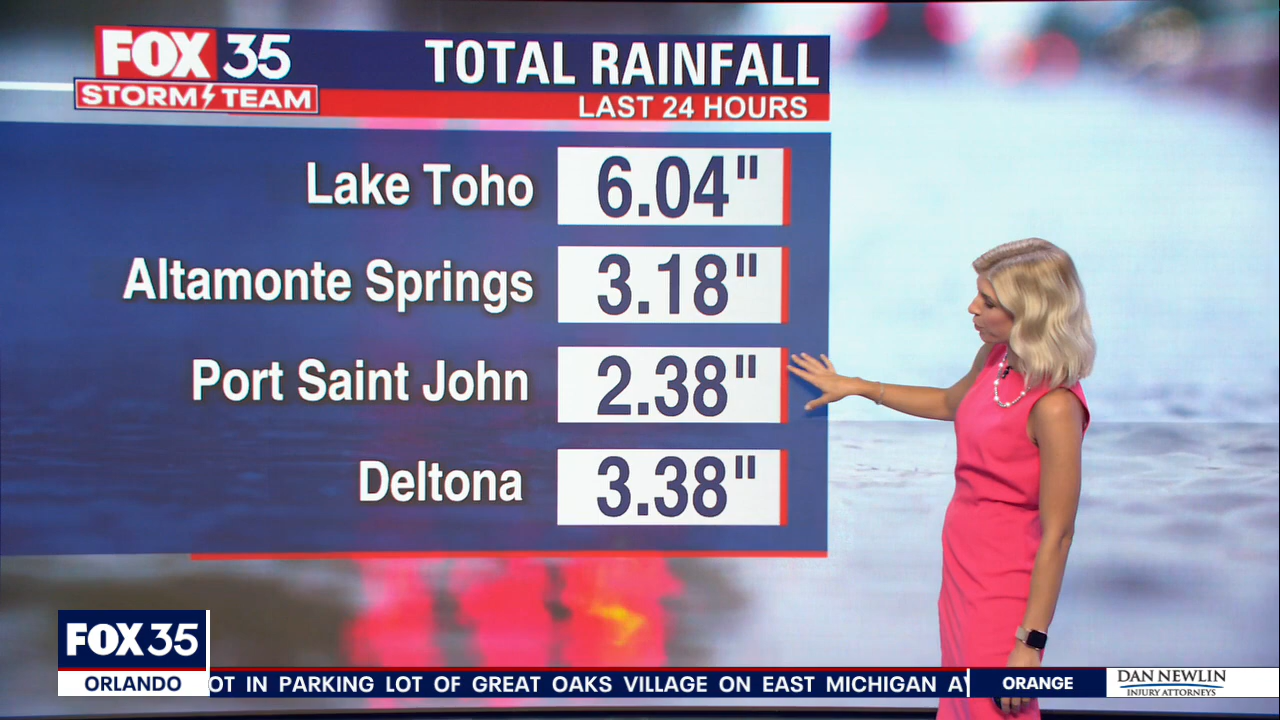 FOX 35
STORM TEAM
TOTAL RAINFALL
LAST 24 HOURS
Lake Toho 6.04"
Altamonte Springs 3.18"
Port Saint John 2.38"
Deltona 3.38"
FOX 35
ORLANDO
OT IN PARKING LOT OF GREAT OAKS VILLAGE ON EAST MICHIGAN A
ORANGE
DAN NEWLIN
INJURY ATTORNEYS